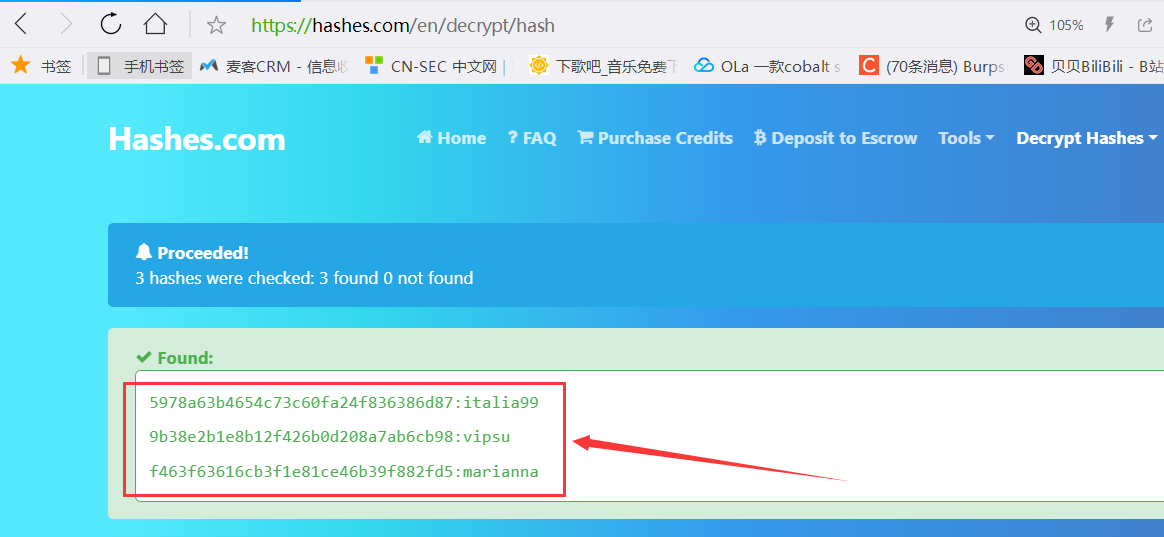 https://hashes.com/en/decrypt/hash 105%
书签 手机书签 麦客CRM - 信息收 CN-SEC 中文网 | 下歌吧_音乐免费下 OLa 一款cobalt s (70条消息) Burps 贝贝BiliBili - B站
Hashes.com Home ? FAQ Purchase Credits Deposit to Escrow Tools Decrypt Hashes
Proceeded!
3 hashes were checked: 3 found 0 not found
Found:
5978a63b4654c73c60fa24f836386d87:italia99
9b38e2b1e8b12f426b0d208a7ab6cb98:vipsu
f463f63616cb3f1e81ce46b39f882fd5:marianna